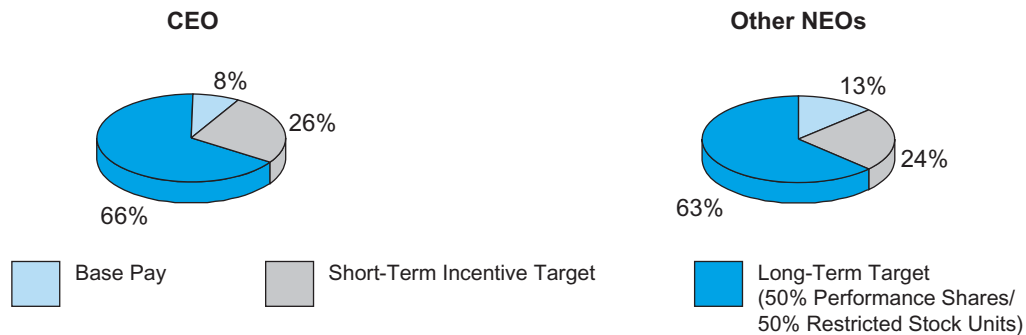 CEO
Other NEOs
8%
26%
66%
13%
24%
63%
Base Pay
Short-Term Incentive Target
Long-Term Target
(50% Performance Shares/
50% Restricted Stock Units)